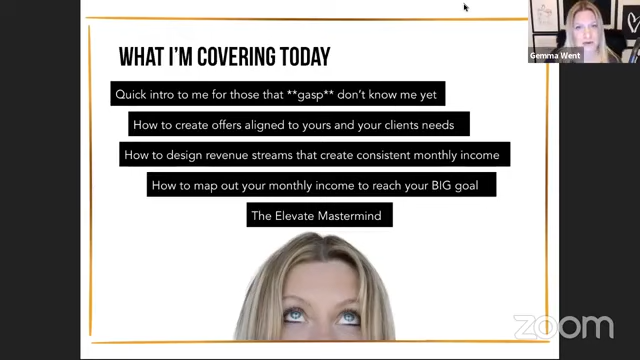 WHAT I'M COVERING TODAY
Gemma Went
Quick intro to me for those that **gasp** don't know me yet
How to create offers aligned to yours and your clients needs
How to design revenue streams that create consistent monthly income
How to map out your monthly income to reach your BIG goal
The Elevate Mastermind
zoom